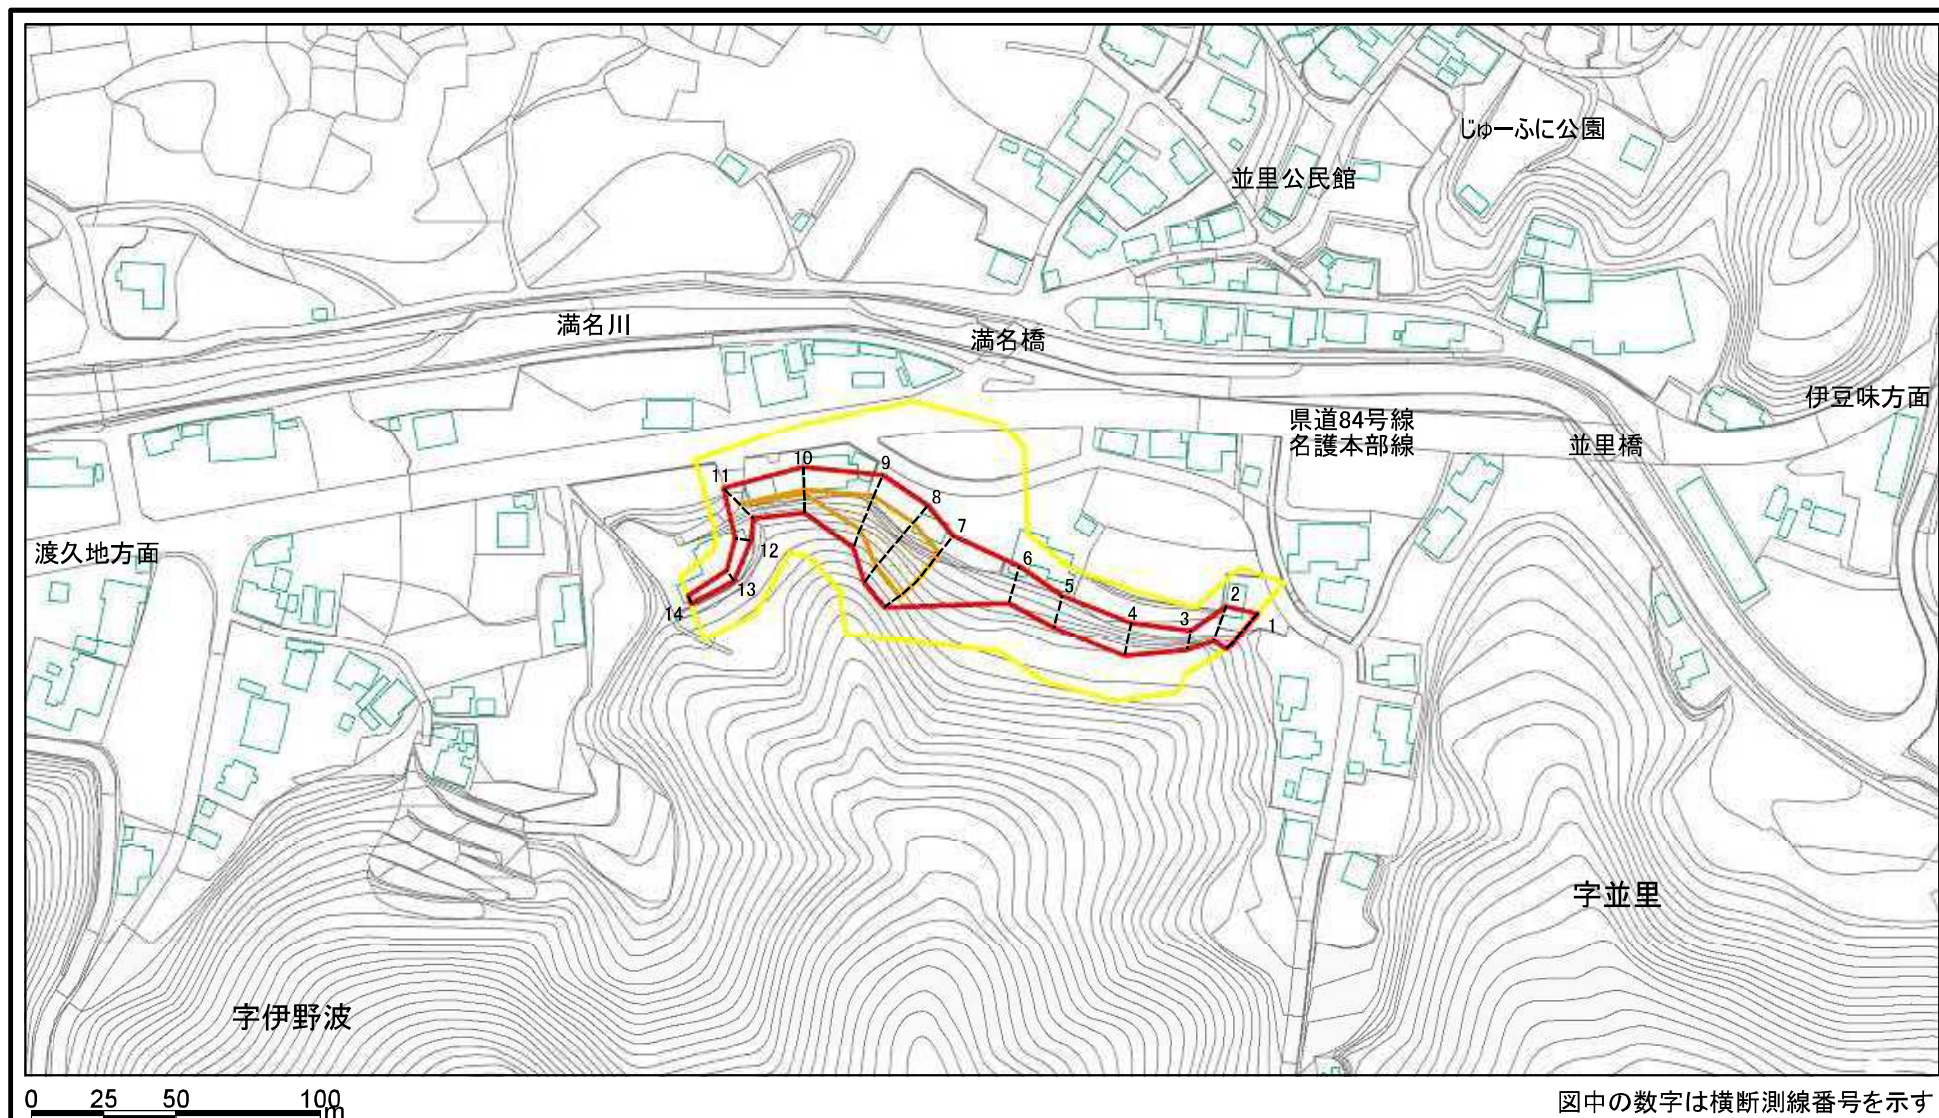 じゅーふに公園
並里公民館
満名川
満名橋
伊豆味方面
県道84号線
名護本部線
並里橋
10
9
11
8
7
渡久地方面
12
6
13
5
2
14
4
3
1
字並里
字伊野波
0 25 50 100m
図中の数字は横断測線番号を示す